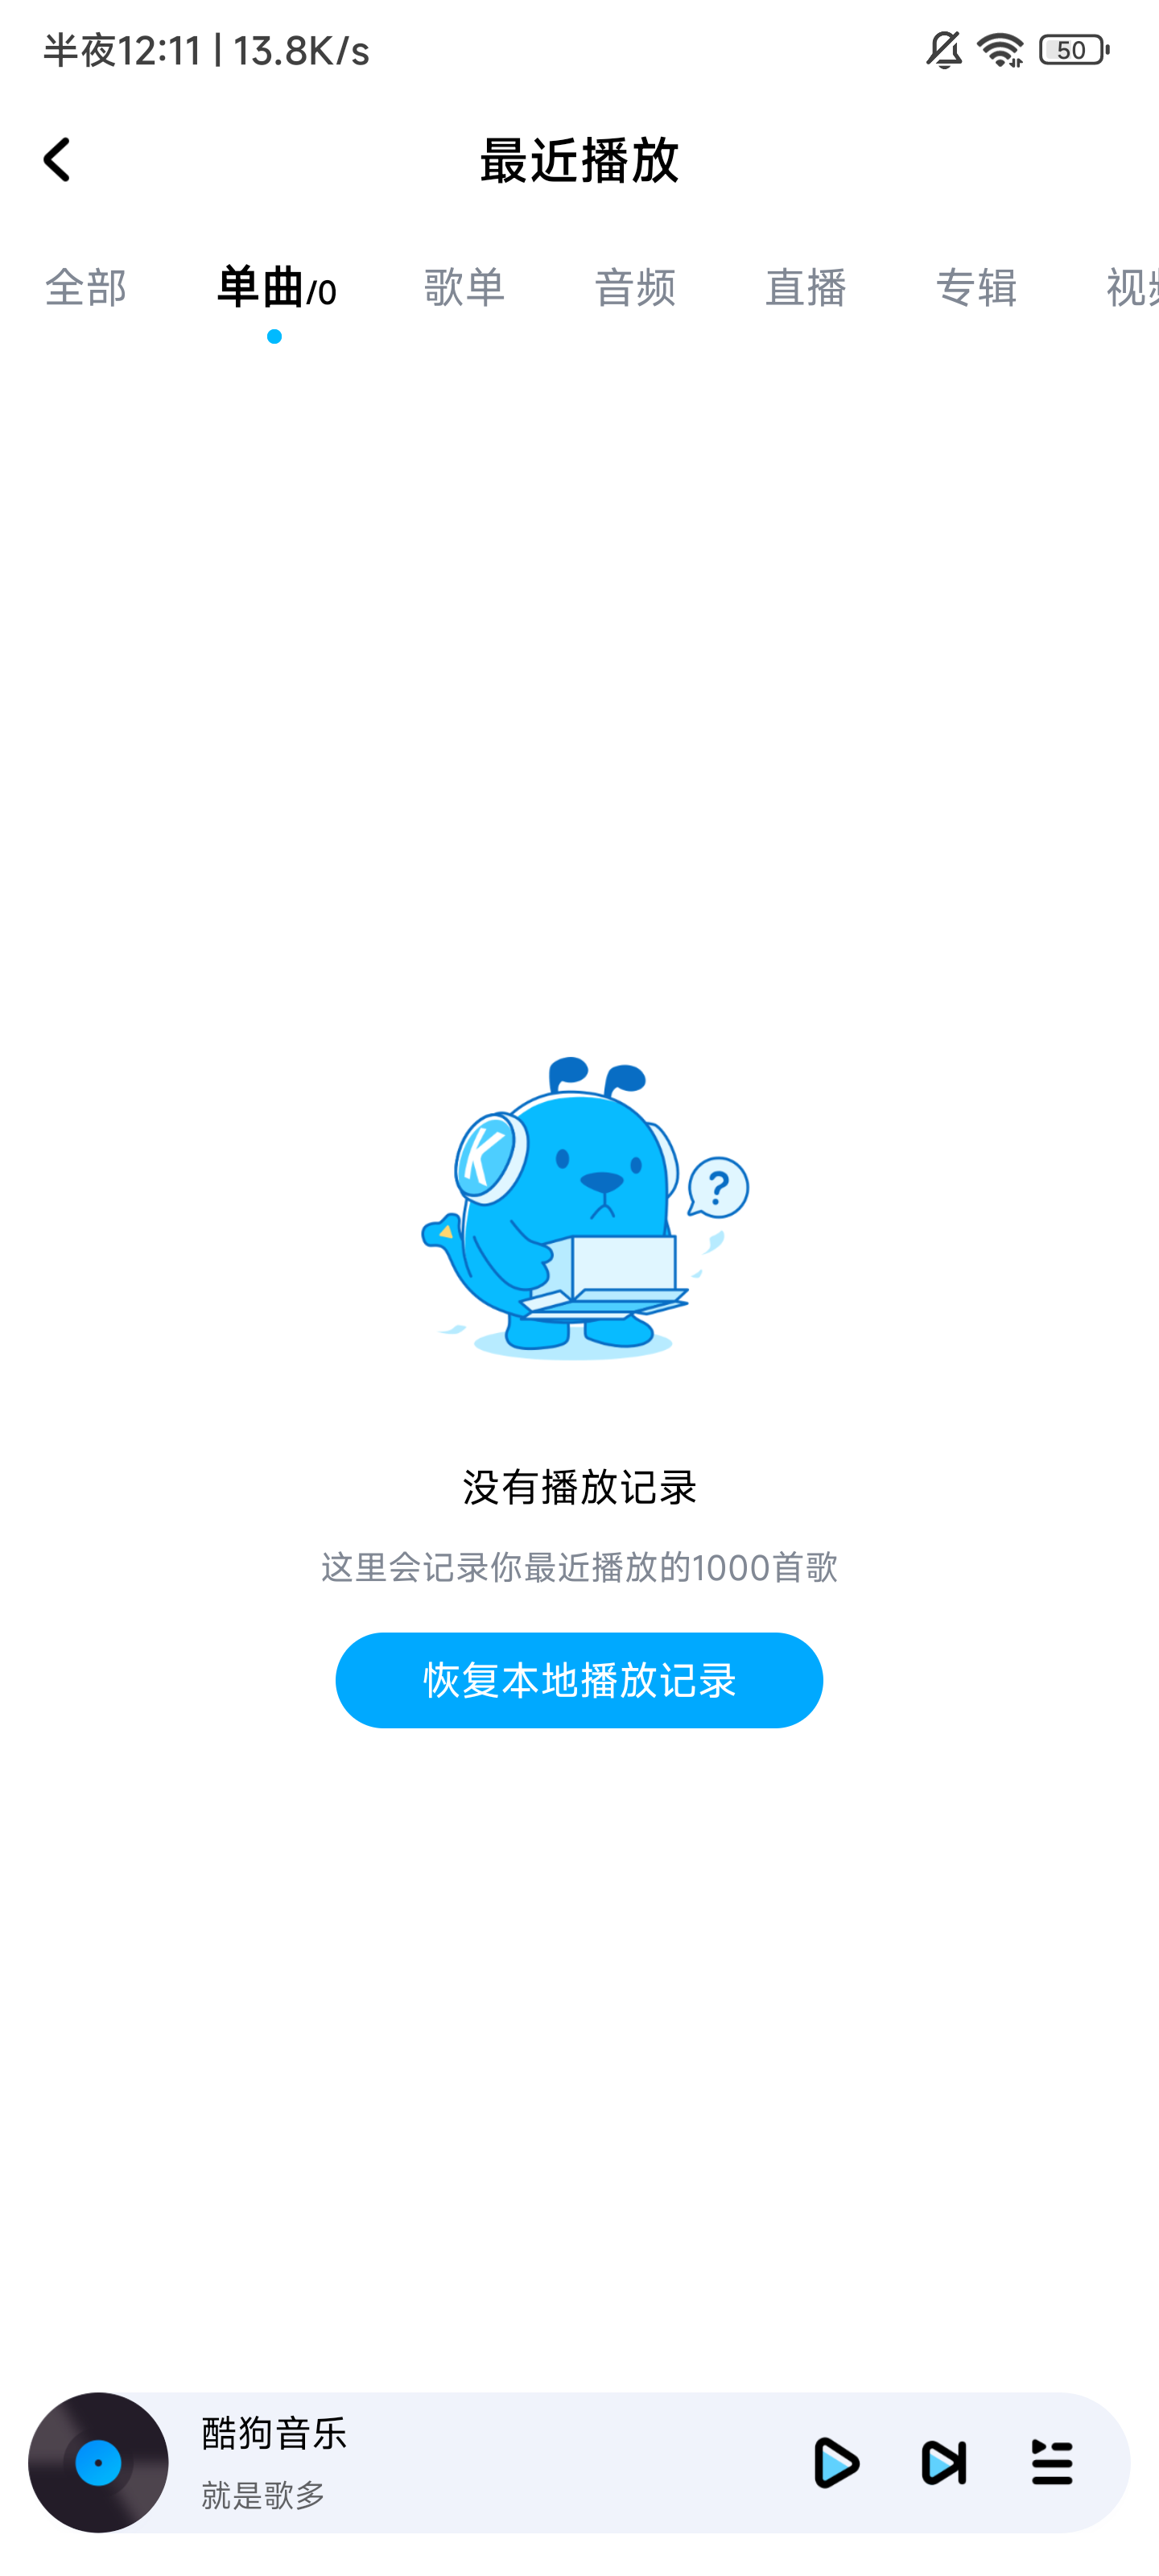 半夜12:11 | 13.8K/s
50
最近播放
全部 单曲/0 歌单 音频 直播 专辑 视频
K
?
没有播放记录
这里会记录你最近播放的1000首歌
恢复本地播放记录
酷狗音乐
就是歌多